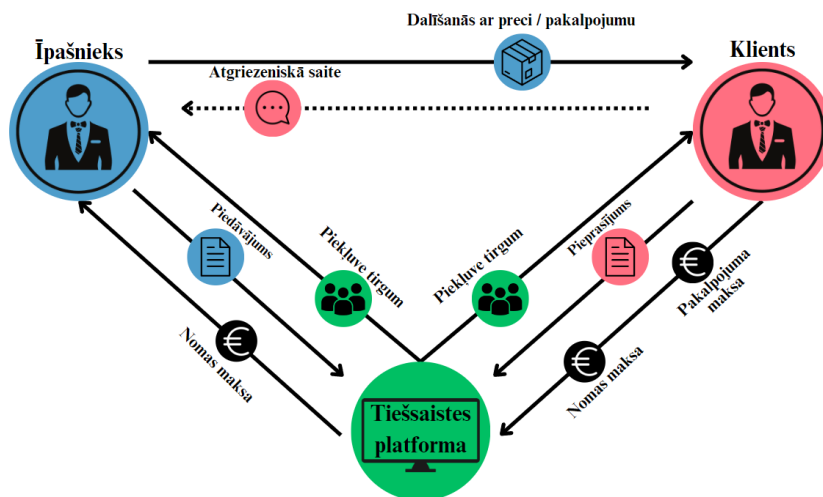 Dalīšanās ar preci / pakalpojumu
Īpašnieks
Klients
Atgriezeniskā saite
Piedāvājums
Piekļuve tirgum
Piekļuve tirgum
Pieprasījums
Pakalpojuma
maksa
Nomas maksa
Nomas maksa
Tiešsaistes
platforma